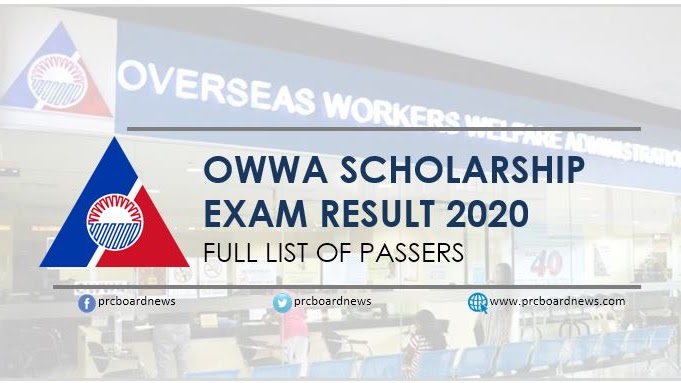 OVERSEAS WORKERS WELFARE ADMINISTRATION
OWWA SCHOLARSHIP
EXAM RESULT 2020
FULL LIST OF PASSERS
40
prcboardnews
prcboardnews
www.prcboardnews.com